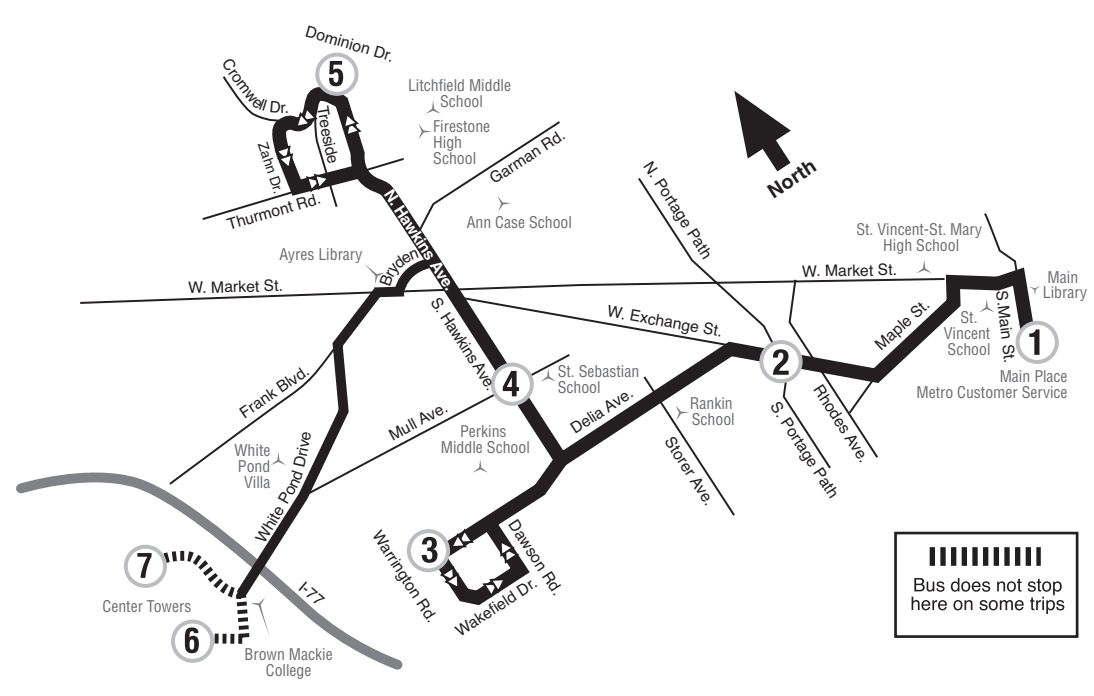 Dominion Dr.
5
Cromwell Dr.
Treeside
Zahn Dr.
Thurmont Rd.
Litchfield Middle
School
Firestone
High
School
Garman Rd.
Ann Case School
N. Hawkins Ave.
North
N. Portage Path
St. Vincent-St. Mary
High School
Ayres Library
Bryden
W. Market St.
W. Market St.
Main
Library
S. Main St.
1
Main Place
Metro Customer Service
St.
Vincent
School
Maple St.
W. Exchange St.
2
S. Hawkins Ave.
4
St. Sebastian
School
Delia Ave.
Rankin
School
Storer Ave.
S. Portage Path
Rhodes Ave.
Frank Blvd.
Mull Ave.
Perkins
Middle School
White
Pond
Villa
White Pond Drive
3
Warrington Rd.
Dawson Rd.
Wakefield Dr.
7
Center Towers
6
I-77
Brown Mackie
College
Bus does not stop
here on some trips